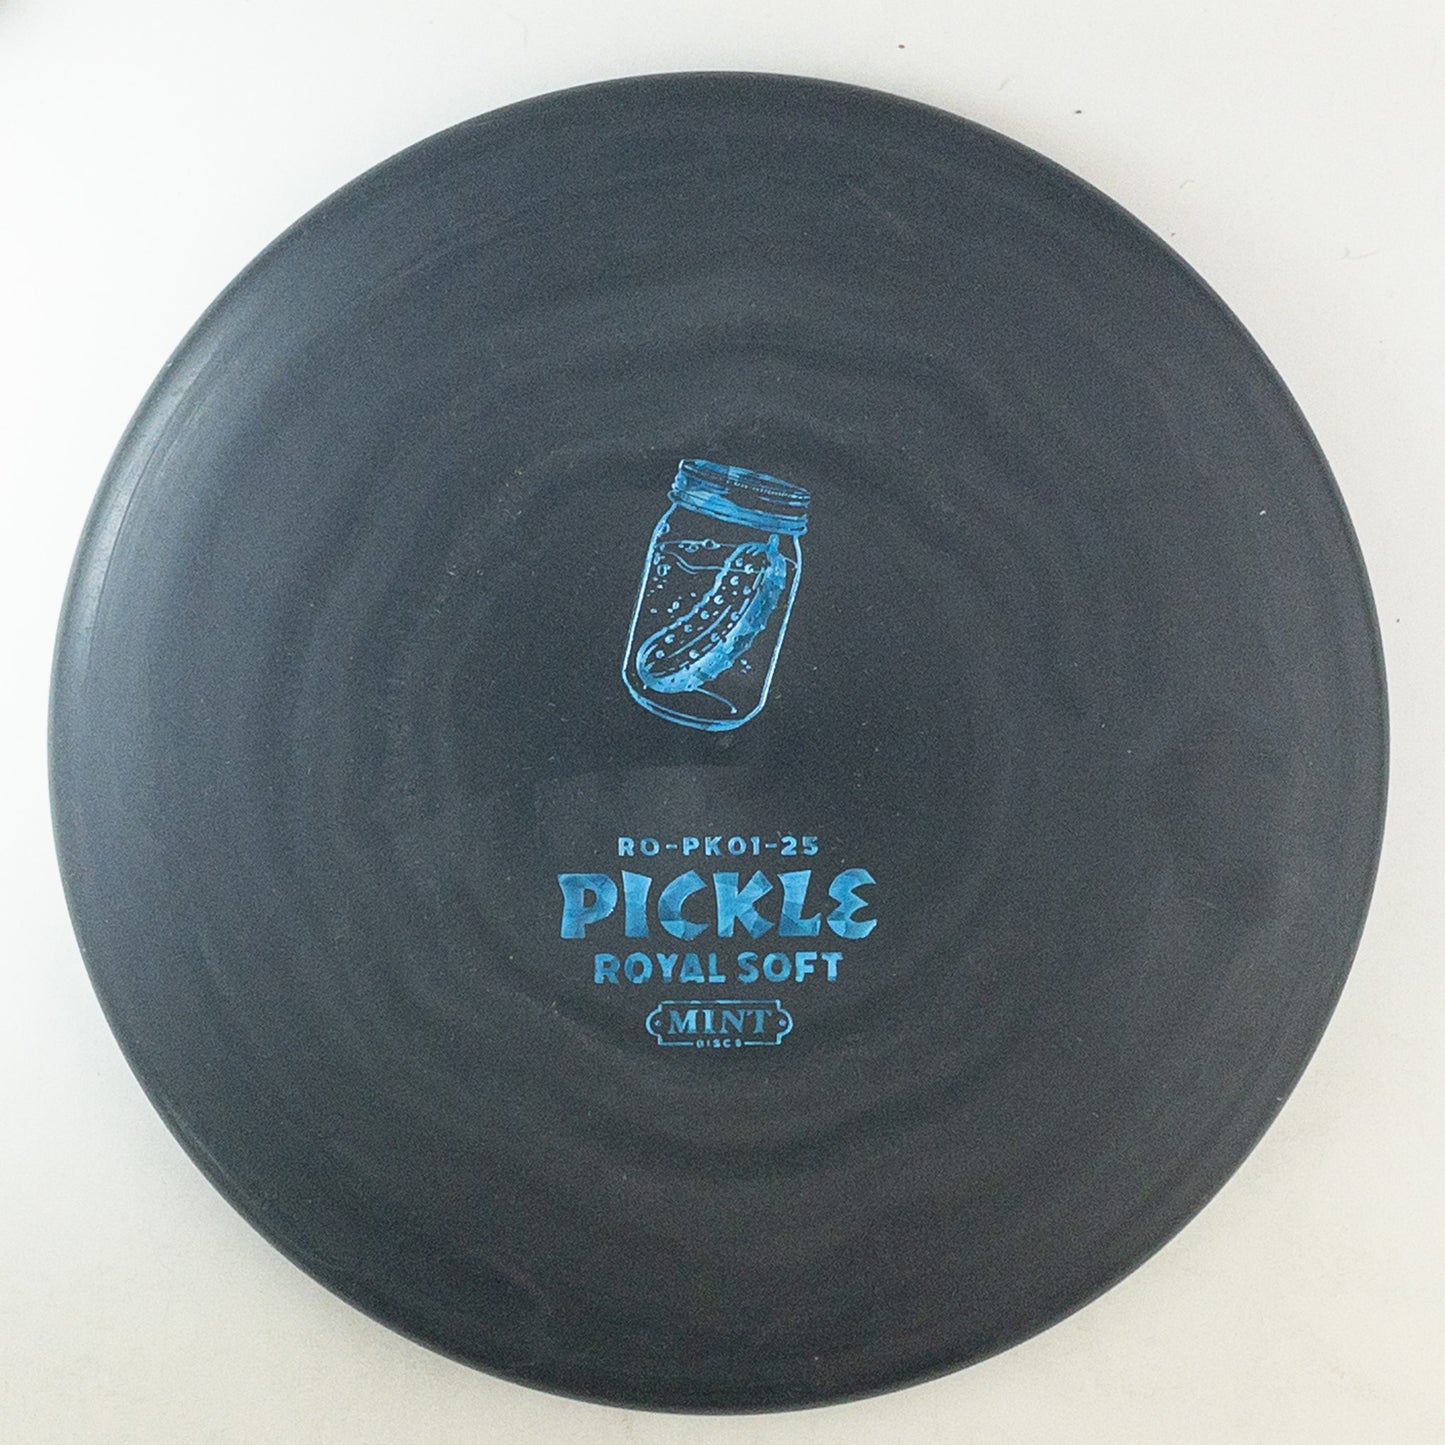 RO-PK01-25
PICKLE
ROYAL SOFT
MINT
DISCS